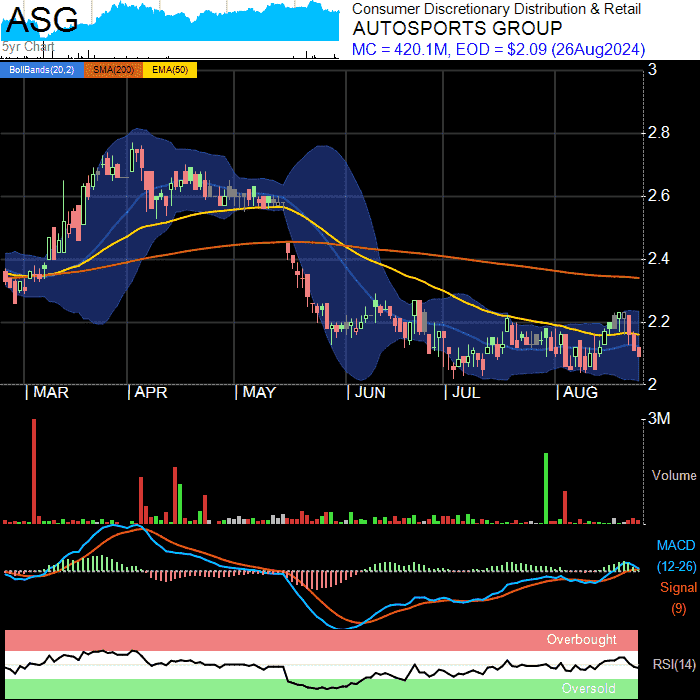 ASG
5yr Chart
Consumer Discretionary Distribution & Retail
AUTOSPORTS GROUP
MC = 420.1M, EOD = $2.09 (26Aug2024)
BollBands(20,2) SMA(200) EMA(50)
3
2.8
2.6
2.4
2.2
2
MAR APR MAY JUN JUL AUG
3M
Volume
MACD
(12-26)
Signal
(9)
Overbought
RSI(14)
Oversold